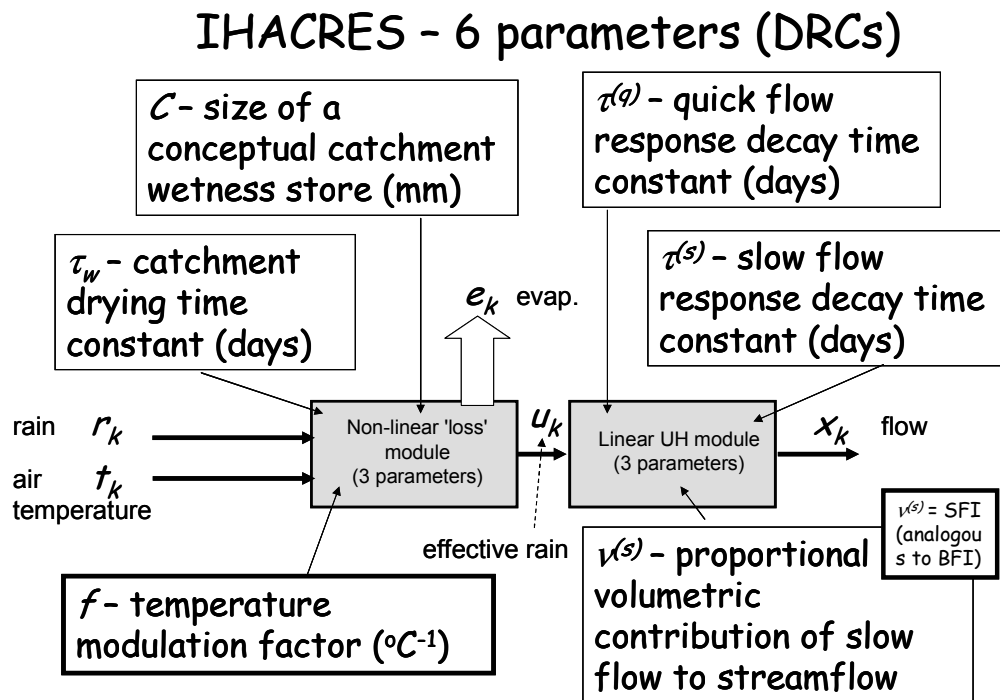 IHACRES – 6 parameters (DRCs)
C – size of a
conceptual catchment
wetness store (mm)
τ(q) – quick flow
response decay time
constant (days)
τw – catchment
drying time
constant (days)
ek evap.
τ(s) – slow flow
response decay time
constant (days)
rain rk
air tk
temperature
Non-linear 'loss'
module
(3 parameters)
uk
effective rain
Linear UH module
(3 parameters)
xk flow
f – temperature
modulation factor (oC-1)
ν(s) – proportional
volumetric
contribution of slow
flow to streamflow
ν(s) = SFI
(analogou
s to BFI)